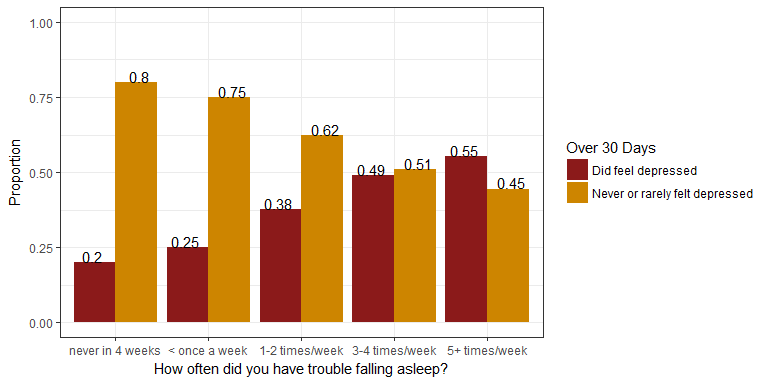 1.00
0.75
0.50
0.25
0.00
Proportion
0.2
0.8
0.25
0.75
0.38
0.62
0.49
0.51
0.55
0.45
never in 4 weeks
< once a week
1-2 times/week
3-4 times/week
5+ times/week
How often did you have trouble falling asleep?
Over 30 Days
Did feel depressed
Never or rarely felt depressed